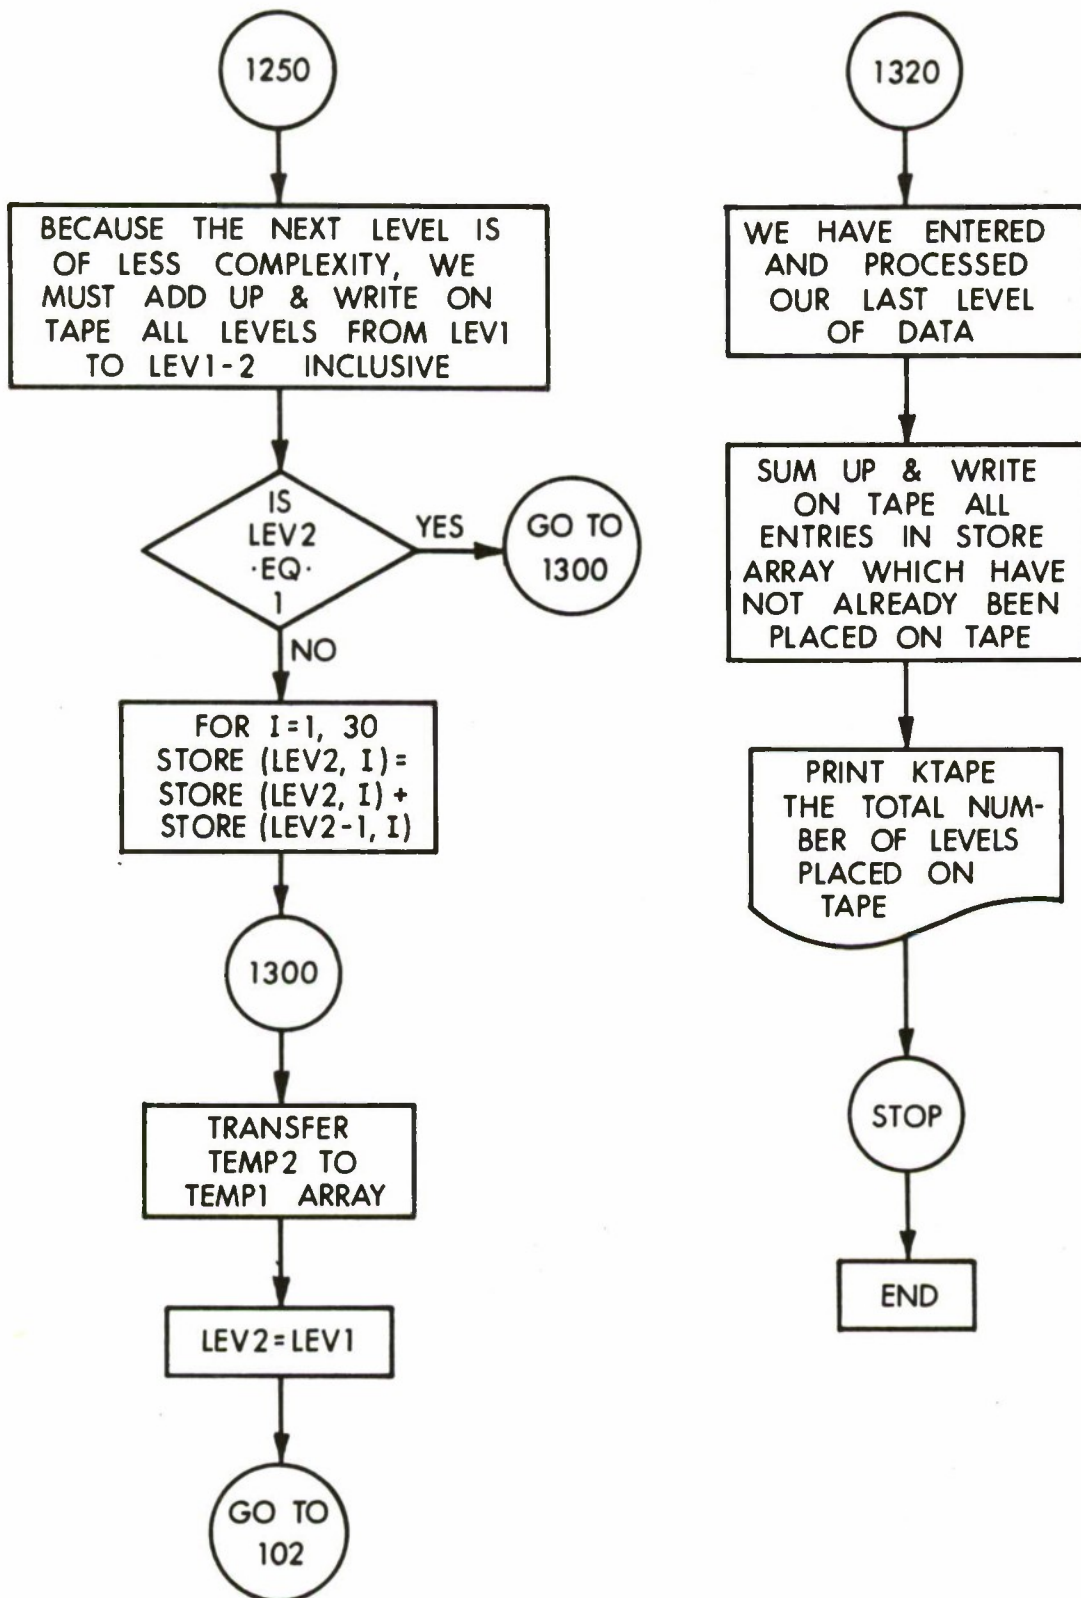 1250
BECAUSE THE NEXT LEVEL IS
OF LESS COMPLEXITY, WE
MUST ADD UP & WRITE ON
TAPE ALL LEVELS FROM LEV1
TO LEV1-2 INCLUSIVE
IS
LEV2
·EQ·
1
YES
GO TO
1300
NO
FOR I=1, 30
STORE (LEV2, I)=
STORE (LEV2, I)+
STORE (LEV2-1, I)
1300
TRANSFER
TEMP2 TO
TEMP1 ARRAY
LEV2=LEV1
GO TO
102
1320
WE HAVE ENTERED
AND PROCESSED
OUR LAST LEVEL
OF DATA
SUM UP & WRITE
ON TAPE ALL
ENTRIES IN STORE
ARRAY WHICH HAVE
NOT ALREADY BEEN
PLACED ON TAPE
PRINT KTAPE
THE TOTAL NUM-
BER OF LEVELS
PLACED ON
TAPE
STOP
END